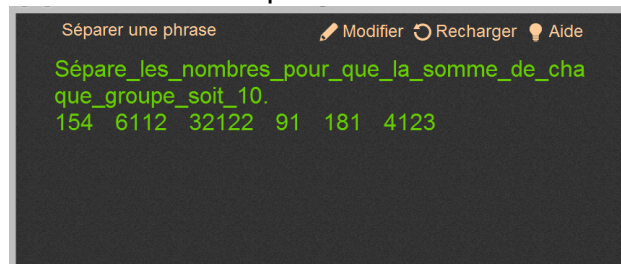 Séparer une phrase Modifier Recharger Aide
Sépare_les_nombres_pour_que_la_somme_de_cha
que_groupe_soit_10.
154 6112 32122 91 181 4123